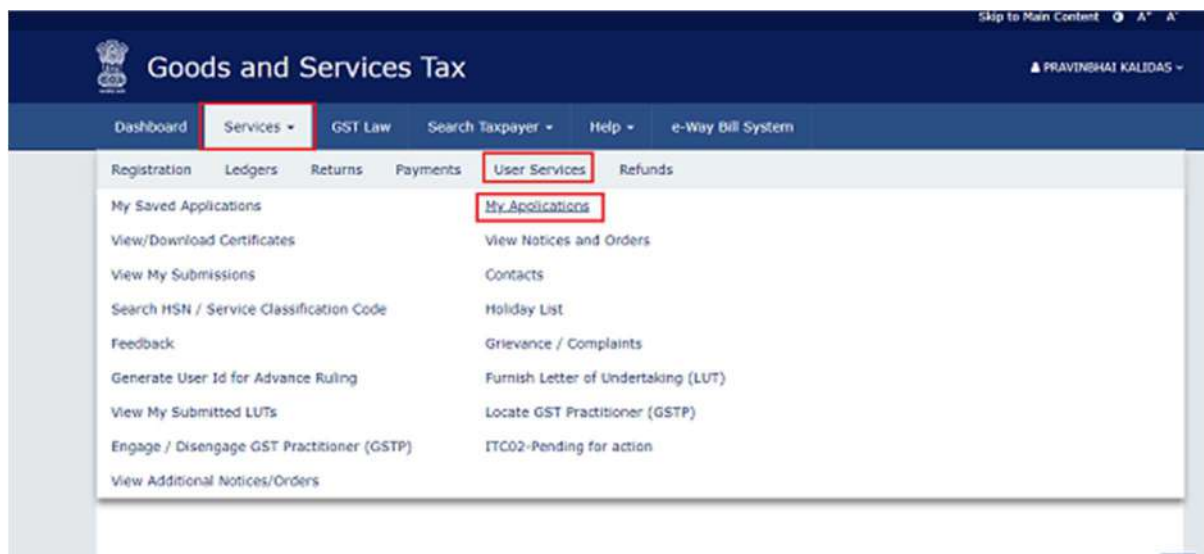 Skip to Main Content A+ A-
Goods and Services Tax
PRAVINBHAI KALIDAS
Dashboard Services GST Law Search Taxpayer Help e-Way Bill System
Registration Ledgers Returns Payments User Services Refunds
My Saved Applications My Applications
View/Download Certificates View Notices and Orders
View My Submissions Contacts
Search HSN / Service Classification Code Holiday List
Feedback Grievance / Complaints
Generate User Id for Advance Ruling Furnish Letter of Undertaking (LUT)
View My Submitted LUTs Locate GST Practitioner (GSTP)
Engage / Disengage GST Practitioner (GSTP) ITC02-Pending for action
View Additional Notices/Orders